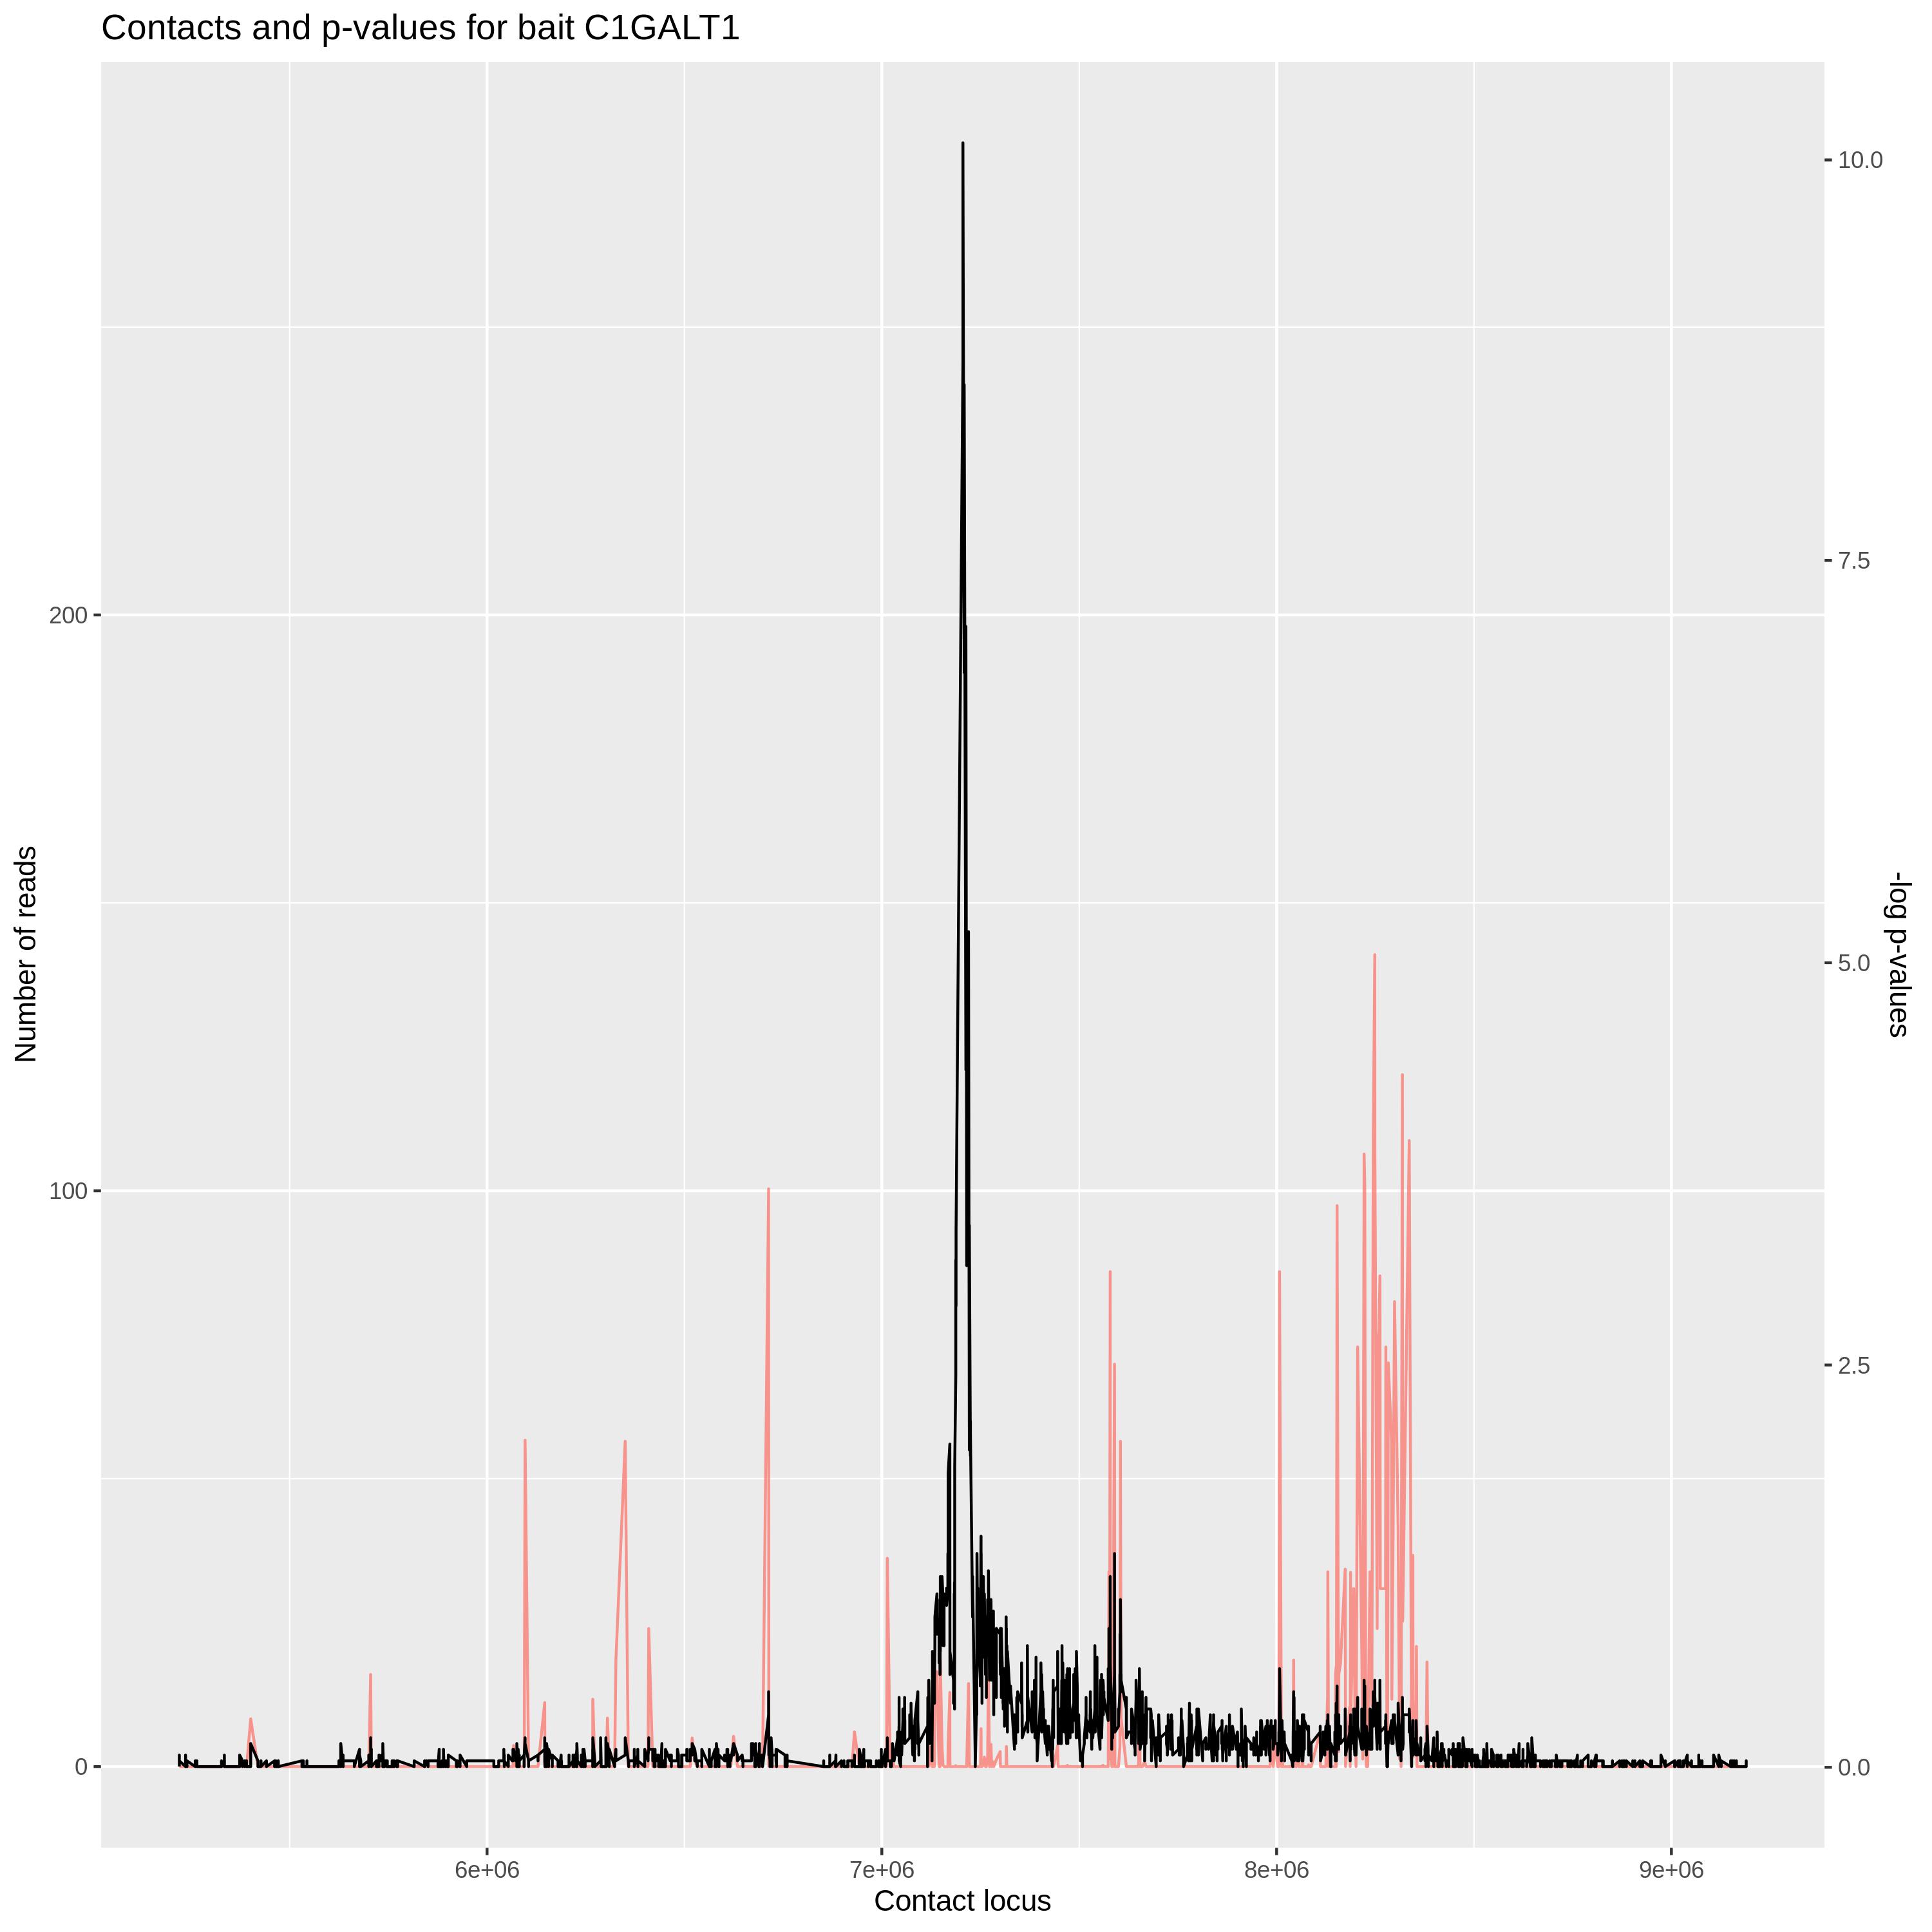 Contacts and p-values for bait C1GALT1
Number of reads
200
100
0
10.0
7.5
5.0
2.5
0.0
-log p-values
6e+06 7e+06 8e+06 9e+06
Contact locus